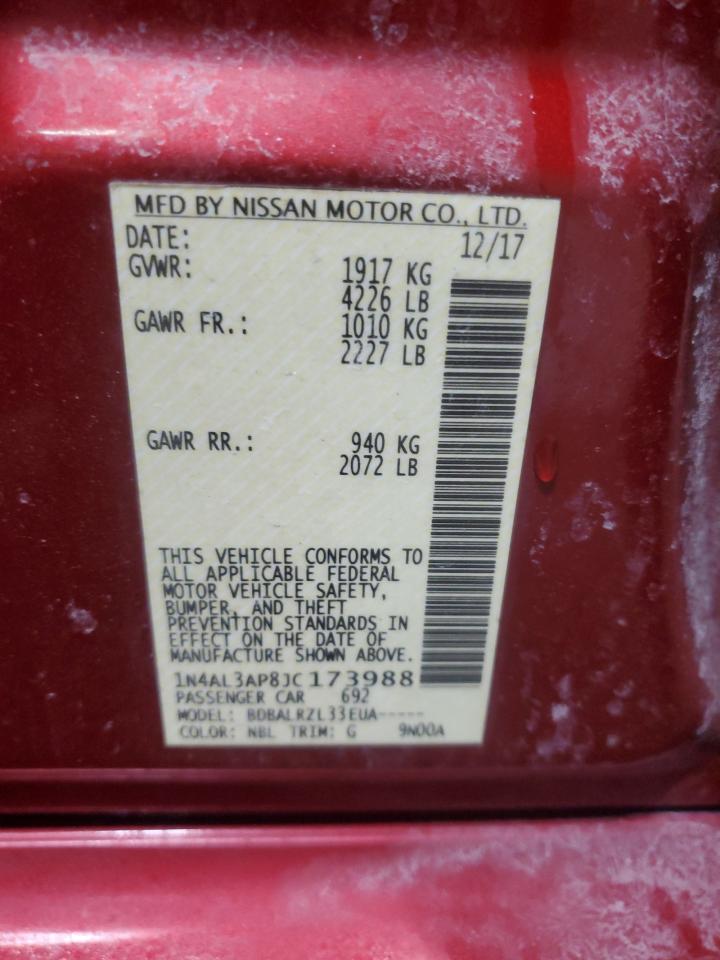 MFD BY NISSAN MOTOR CO., LTD.
DATE: 12/17
GVWR: 1917 KG
4226 LB
GAWR FR.: 1010 KG
2227 LB
GAWR RR.: 940 KG
2072 LB
THIS VEHICLE CONFORMS TO
ALL APPLICABLE FEDERAL
MOTOR VEHICLE SAFETY,
BUMPER, AND THEFT
PREVENTION STANDARDS IN
EFFECT ON THE DATE OF
MANUFACTURE SHOWN ABOVE.
1N4AL3AP8JC173988
PASSENGER CAR 692
MODEL: BDBALRZL33EUA-----
COLOR: NBL TRIM: G 9N00A